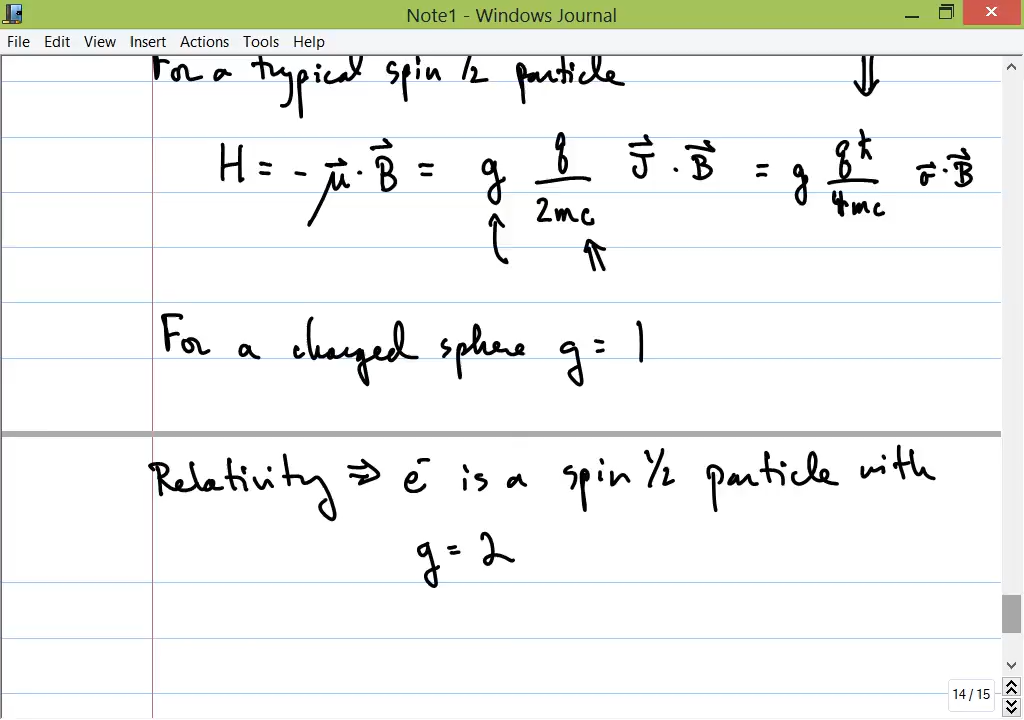 Note1 - Windows Journal
File Edit View Insert Actions Tools Help
For a trypical spin 1/2 particle ⇓
H = - μ⃗ · B⃗ = g q/2mc J⃗ · B⃗ = g qħ/4mc σ⃗ · B⃗
For a charged sphere g = 1
Relativity ⇒ e⁻ is a spin 1/2 particle with
g = 2
14 / 15